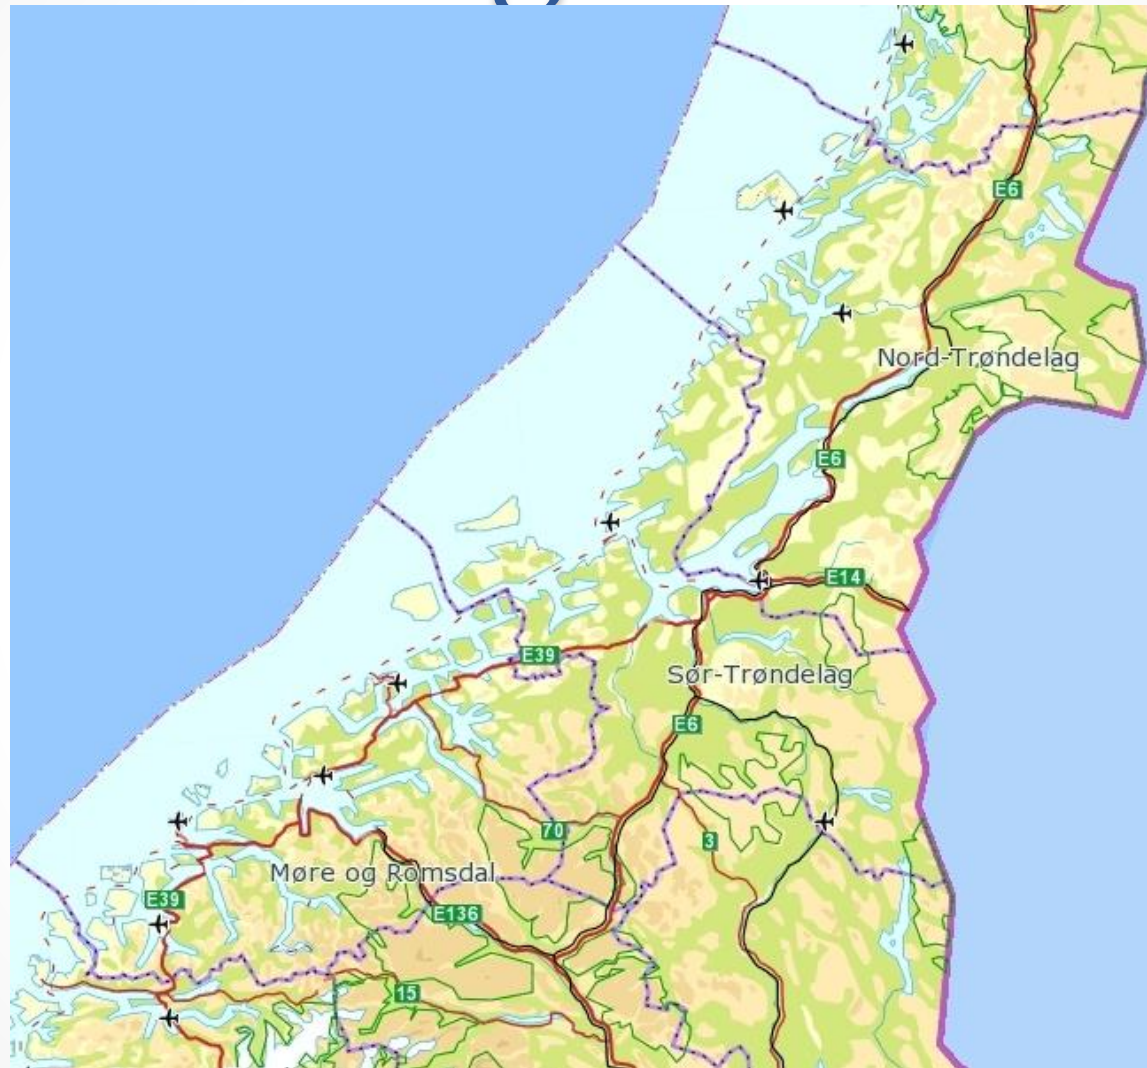 E6
Nord-Trøndelag
E6
E14
E39
Sør-Trøndelag
E6
70
3
Møre og Romsdal
E39
E136
15